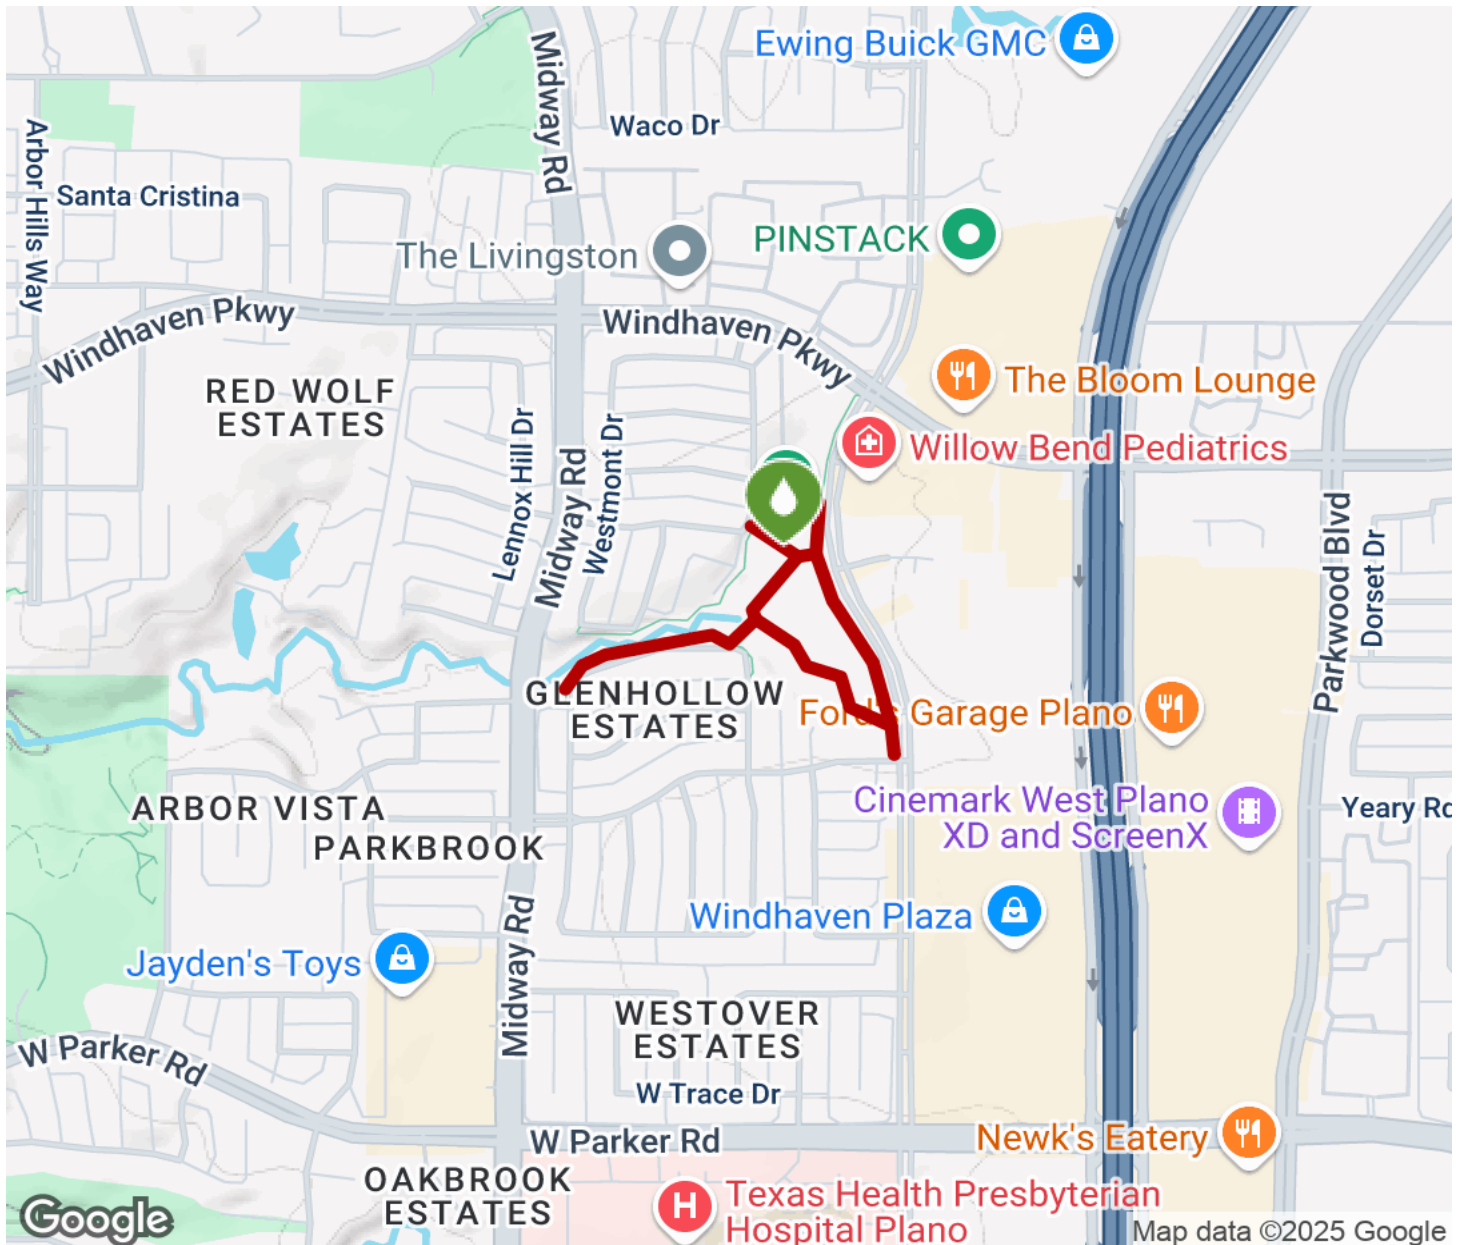 Ewing Buick GMC
Midway Rd
Waco Dr
Arbor Hills Way
Santa Cristina
The Livingston
PINSTACK
Windhaven Pkwy
Windhaven Pkwy
RED WOLF
ESTATES
The Bloom Lounge
Willow Bend Pediatrics
Lennox Hill Dr
Midway Rd
Westmont Dr
Parkwood Blvd
Dorset Dr
GLENHOLLOW
ESTATES
Ford's Garage Plano
ARBOR VISTA
PARKBROOK
Cinemark West Plano
XD and ScreenX
Yeary Rd
Midway Rd
Windhaven Plaza
Jayden's Toys
WESTOVER
ESTATES
W Parker Rd
W Trace Dr
W Parker Rd
Newk's Eatery
OAKBROOK
ESTATES
H
Texas Health Presbyterian
Hospital Plano
Google
Map data ©2025 Google